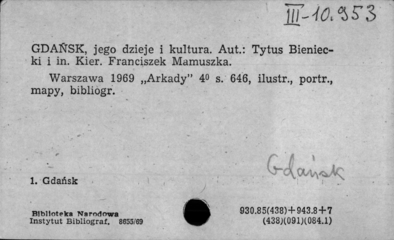 III-10.953
GDAŃSK, jego dzieje i kultura. Aut.: Tytus Bieniec-
ki i in. Kier. Franciszek Mamuszka.
Warszawa 1969 „Arkady" 4⁰ s. 646, ilustr., portr.,
mapy, bibliogr.
Gdańsk
1. Gdańsk
Biblioteka Narodowa
Instytut Bibliograf. 8655/69
930.85(438)+943.8+7
(438)(091)(084.1)